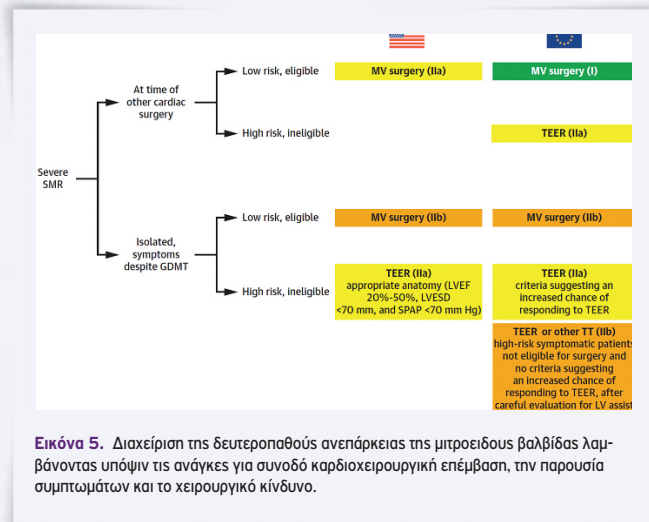 Severe
SMR
At time of
other cardiac
surgery
Low risk, eligible
MV surgery (IIa)
MV surgery (I)
High risk, ineligible
TEER (IIa)
Isolated,
symptoms
despite GDMT
Low risk, eligible
MV surgery (IIb)
MV surgery (IIb)
High risk, ineligible
TEER (IIa)
appropriate anatomy (LVEF
20%-50%, LVESD
<70 mm, and SPAP <70 mm Hg)
TEER (IIa)
criteria suggesting an
increased chance of
responding to TEER
TEER or other TT (IIb)
high-risk symptomatic patients
not eligible for surgery and
no criteria suggesting
an increased chance of
responding to TEER, after
careful evaluation for LV assist
Εικόνα 5. Διαχείριση της δευτεροπαθούς ανεπάρκειας της μιτροειδους βαλβίδας λαμ-
βάνοντας υπόψιν τις ανάγκες για συνοδό καρδιοχειρουργική επέμβαση, την παρουσία
συμπτωμάτων και το χειρουργικό κίνδυνο.